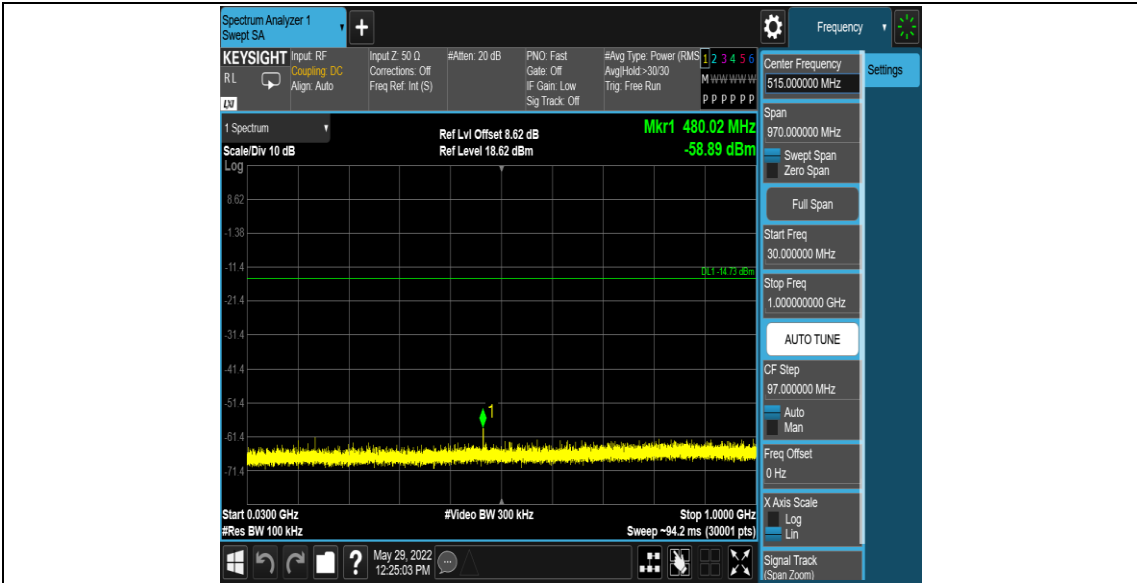 Spectrum Analyzer 1
Swept SA
+
Frequency
KEYSIGHT
RL
LXI
Input: RF
Coupling: DC
Align: Auto
Input Z: 50 Ω
Corrections: Off
Freq Ref: Int (S)
#Atten: 20 dB
PNO: Fast
Gate: Off
IF Gain: Low
Sig Track: Off
#Avg Type: Power (RMS
Avg|Hold:>30/30
Trig: Free Run
1 2 3 4 5 6
M W W W W W
P P P P P P
1 Spectrum
Scale/Div 10 dB
Log
Ref Lvl Offset 8.62 dB
Ref Level 18.62 dBm
Mkr1 480.02 MHz
-58.89 dBm
8.62
-1.38
-11.4
DL1 -14.73 dBm
-21.4
-31.4
-41.4
-51.4
1
-61.4
-71.4
Start 0.0300 GHz
#Res BW 100 kHz
#Video BW 300 kHz
Stop 1.0000 GHz
Sweep ~94.2 ms (30001 pts)
?
May 29, 2022
12:25:03 PM
Center Frequency
515.000000 MHz
Settings
Span
970.000000 MHz
Swept Span
Zero Span
Full Span
Start Freq
30.000000 MHz
Stop Freq
1.000000000 GHz
AUTO TUNE
CF Step
97.000000 MHz
Auto
Man
Freq Offset
0 Hz
X Axis Scale
Log
Lin
Signal Track
(Span Zoom)